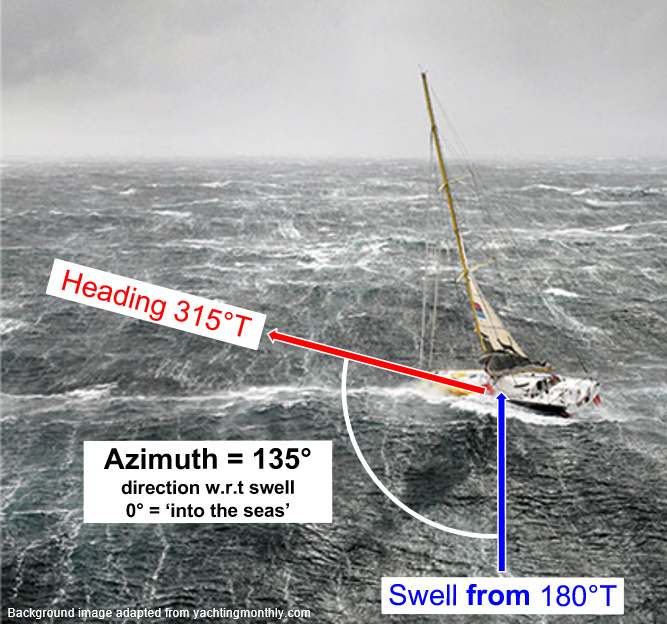 Heading 315°T
Azimuth = 135°
direction w.r.t swell
0° = ‘into the seas’
Swell from 180°T
Background image adapted from yachtingmonthly.com